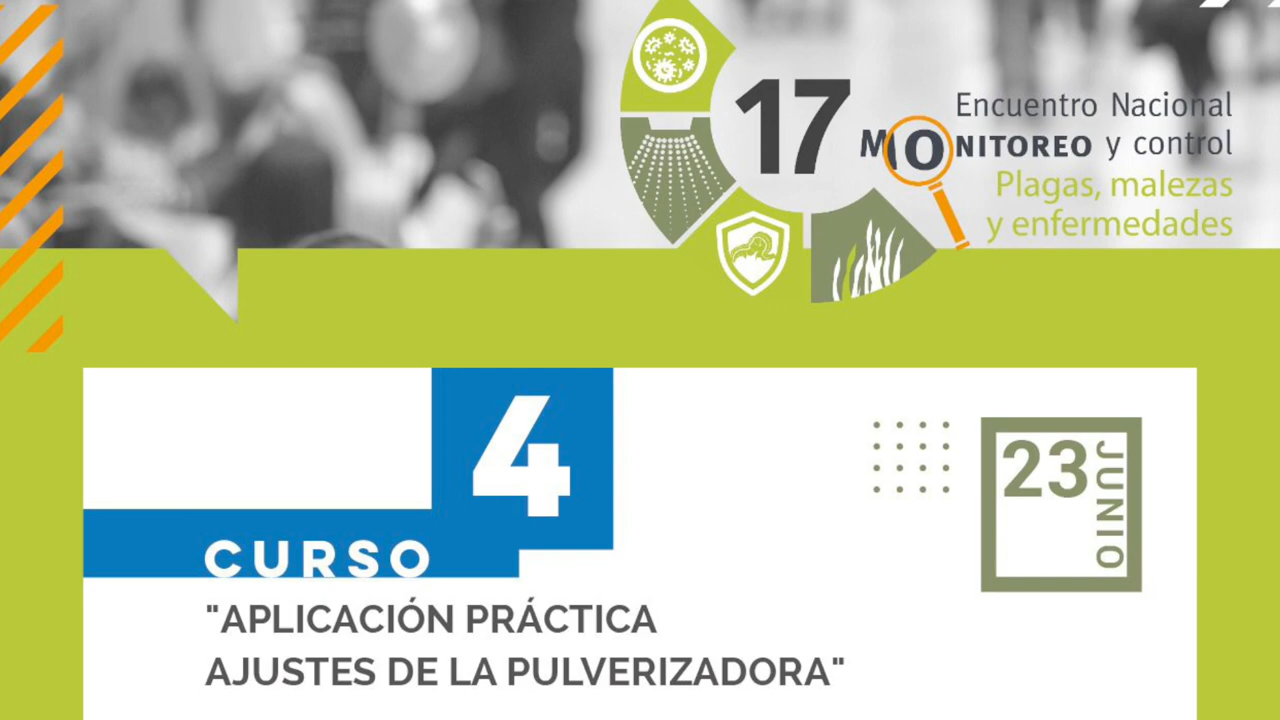 17
Encuentro Nacional
MONITOREO y control
Plagas, malezas
y enfermedades
4
CURSO
23
JUNIO
"APLICACIÓN PRÁCTICA
AJUSTES DE LA PULVERIZADORA"